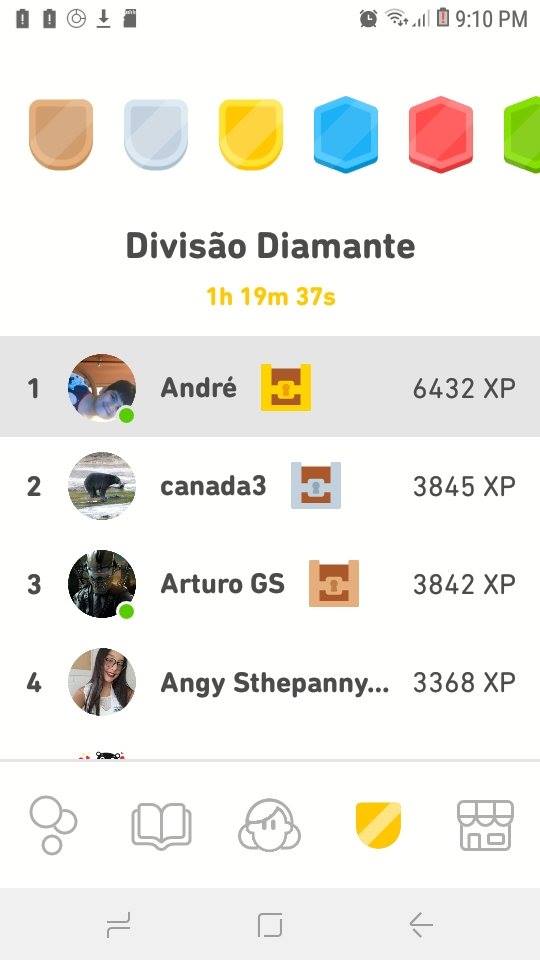 9:10 PM
Divisão Diamante
1h 19m 37s
1 André 6432 XP
2 canada3 3845 XP
3 Arturo GS 3842 XP
4 Angy Sthepanny... 3368 XP